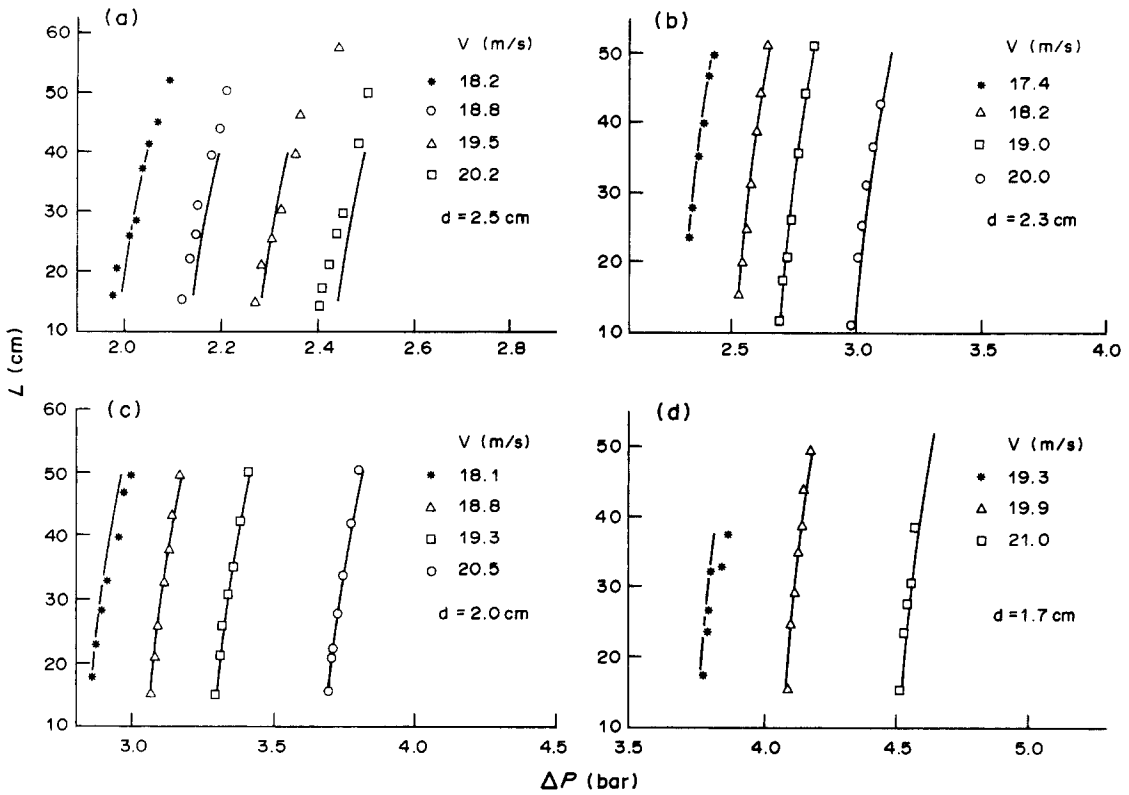 (a)
V (m/s)
18.2
18.8
19.5
20.2
d = 2.5 cm
60
50
40
30
20
10
2.0 2.2 2.4 2.6 2.8
(b)
V (m/s)
17.4
18.2
19.0
20.0
d = 2.3 cm
50
40
30
20
10
2.5 3.0 3.5 4.0
L (cm)
(c)
V (m/s)
18.1
18.8
19.3
20.5
d = 2.0 cm
60
50
40
30
20
10
3.0 3.5 4.0 4.5
(d)
V (m/s)
19.3
19.9
21.0
d = 1.7 cm
50
40
30
20
10
3.5 4.0 4.5 5.0
ΔP (bar)